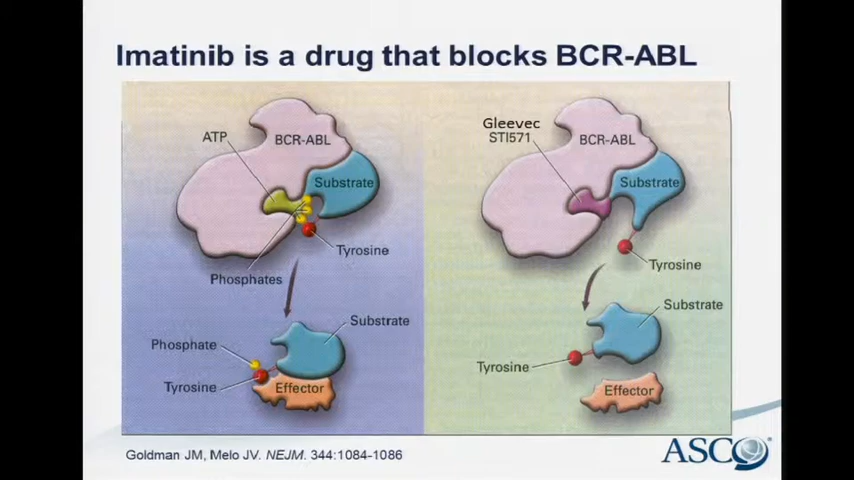 Imatinib is a drug that blocks BCR-ABL
ATP
BCR-ABL
Substrate
Tyrosine
Phosphates
Substrate
Phosphate
Tyrosine
Effector
Gleevec
STI571
BCR-ABL
Substrate
Tyrosine
Substrate
Tyrosine
Effector
Goldman JM, Melo JV. NEJM. 344:1084-1086
ASCO